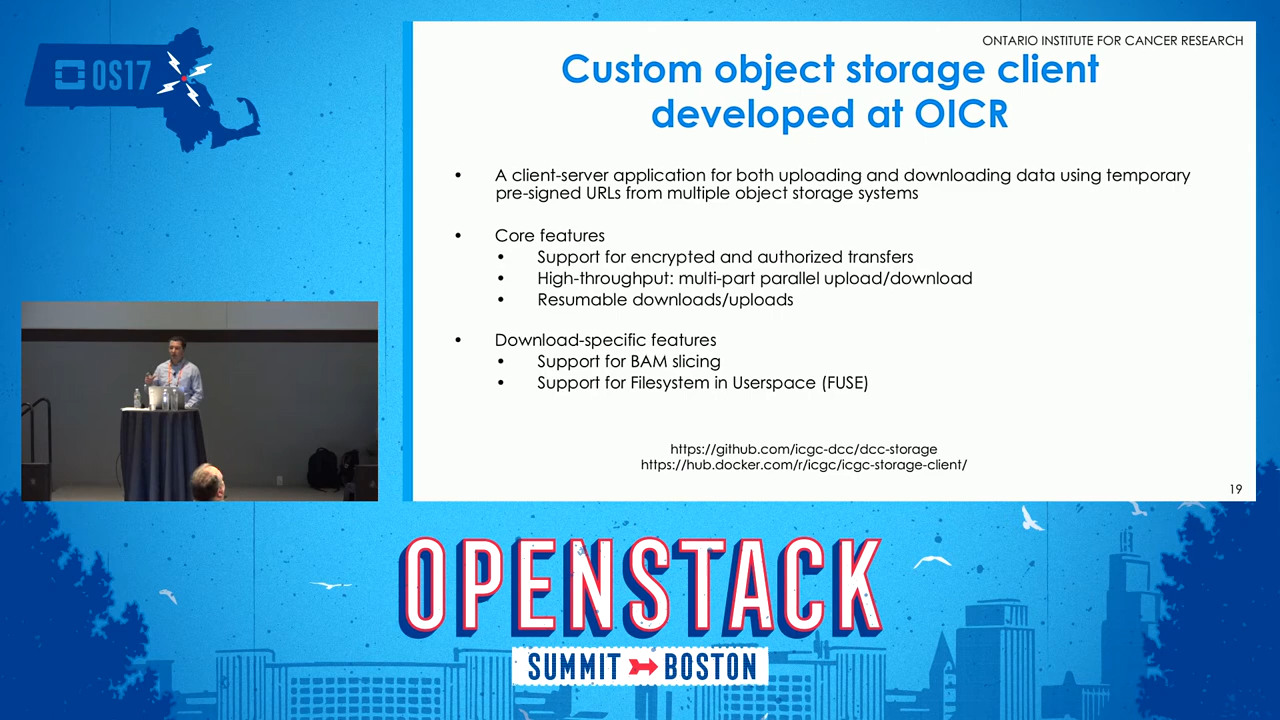 OS17
ONTARIO INSTITUTE FOR CANCER RESEARCH
Custom object storage client
developed at OICR
• A client-server application for both uploading and downloading data using temporary
pre-signed URLs from multiple object storage systems
• Core features
• Support for encrypted and authorized transfers
• High-throughput: multi-part parallel upload/download
• Resumable downloads/uploads
• Download-specific features
• Support for BAM slicing
• Support for Filesystem in Userspace (FUSE)
https://github.com/icgc-dcc/dcc-storage
https://hub.docker.com/r/icgc/icgc-storage-client/
19
OPENSTACK
SUMMIT BOSTON